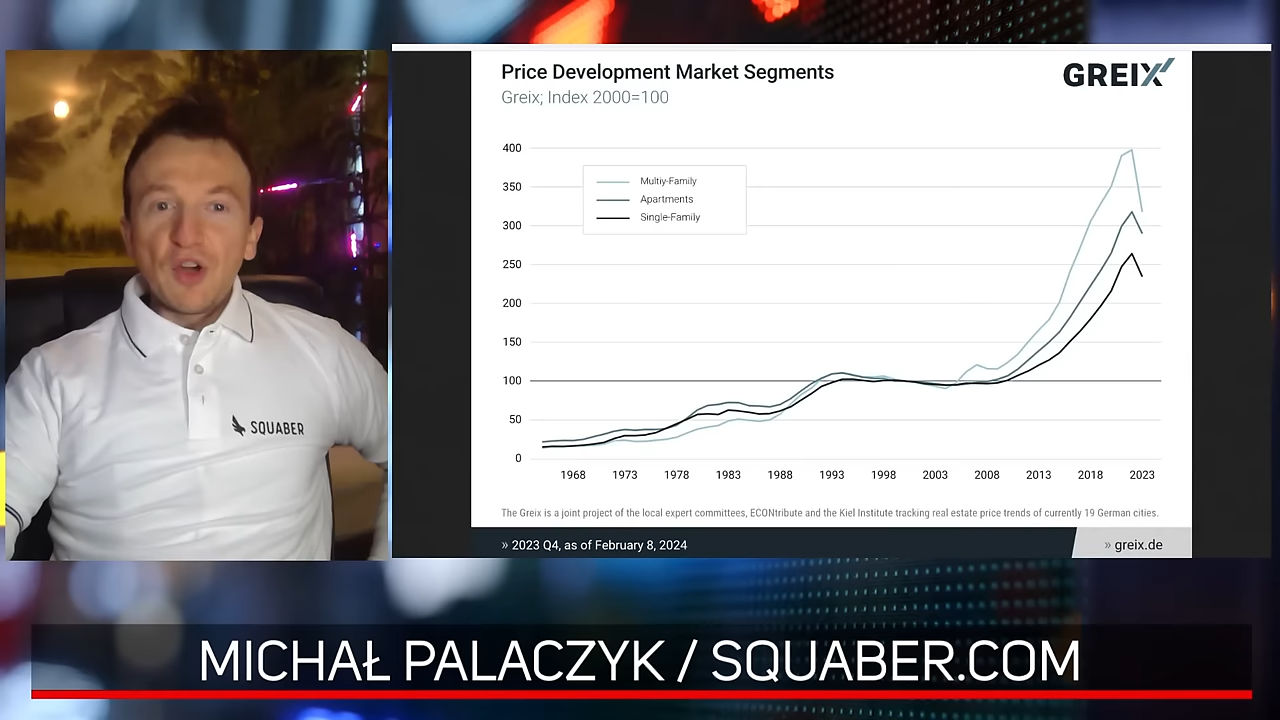 Price Development Market Segments
Greix; Index 2000=100
GREIX
400
350
300
250
200
150
100
50
0
Multiy-Family
Apartments
Single-Family
1968 1973 1978 1983 1988 1993 1998 2003 2008 2013 2018 2023
The Greix is a joint project of the local expert committees, ECONtribute and the Kiel Institute tracking real estate price trends of currently 19 German cities.
» 2023 Q4, as of February 8, 2024
» greix.de
SQUABER
MICHAŁ PALACZYK / SQUABER.COM